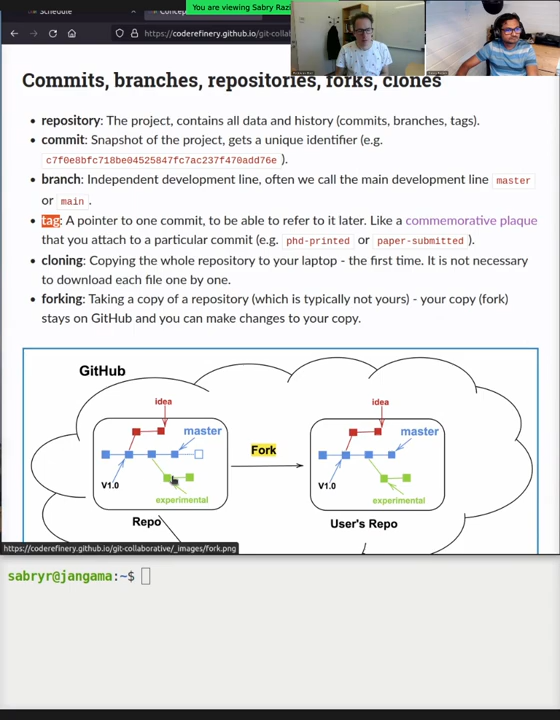 Schedule
You are viewing Sabry Razi
https://coderefinery.github.io/git-collab
Commits, branches, repositories, forks, clones
• repository: The project, contains all data and history (commits, branches, tags).
• commit: Snapshot of the project, gets a unique identifier (e.g.
c7f0e8bfc718be04525847fc7ac237f470add76e ).
• branch: Independent development line, often we call the main development line master
or main .
• tag: A pointer to one commit, to be able to refer to it later. Like a commemorative plaque
that you attach to a particular commit (e.g. phd-printed or paper-submitted ).
• cloning: Copying the whole repository to your laptop - the first time. It is not necessary
to download each file one by one.
• forking: Taking a copy of a repository (which is typically not yours) - your copy (fork)
stays on GitHub and you can make changes to your copy.
GitHub
idea
master
V1.0
experimental
Repo
Fork
idea
master
V1.0
experimental
User's Repo
https://coderefinery.github.io/git-collaborative/_images/fork.png
sabryr@jangama:~$